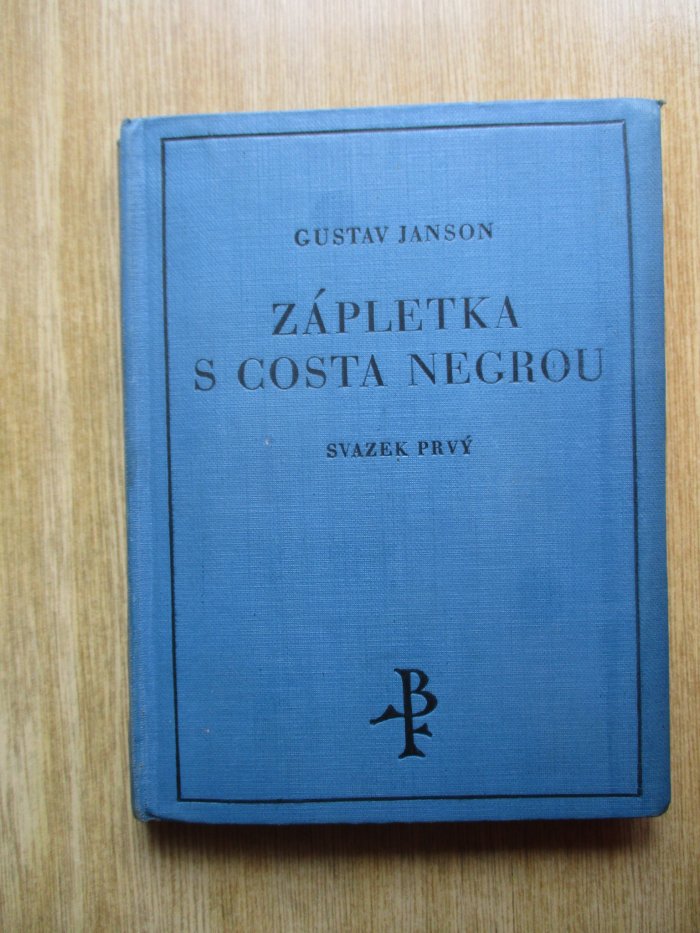 GUSTAV JANSON
ZÁPLETKA
S COSTA NEGROU
SVAZEK PRVÝ